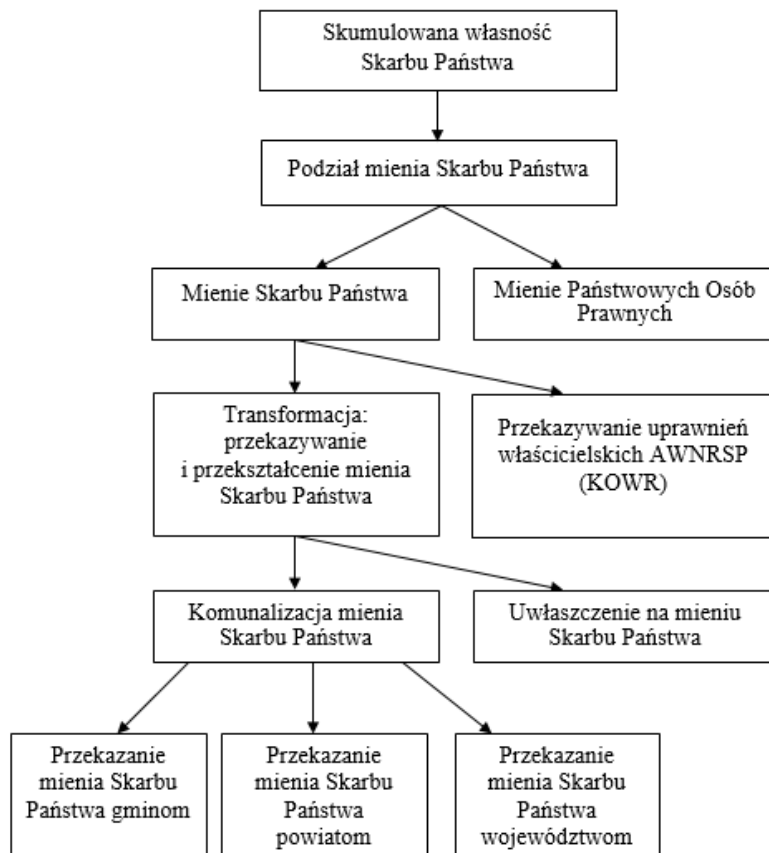 Skumulowana własność
Skarbu Państwa
Podział mienia Skarbu Państwa
Mienie Skarbu Państwa
Mienie Państwowych Osób
Prawnych
Transformacja:
przekazywanie
i przekształcenie mienia
Skarbu Państwa
Przekazywanie uprawnień
właścicielskich AWNRSP
(KOWR)
Komunalizacja mienia
Skarbu Państwa
Uwłaszczenie na mieniu
Skarbu Państwa
Przekazanie
mienia Skarbu
Państwa gminom
Przekazanie
mienia Skarbu
Państwa
powiatom
Przekazanie
mienia Skarbu
Państwa
województwom